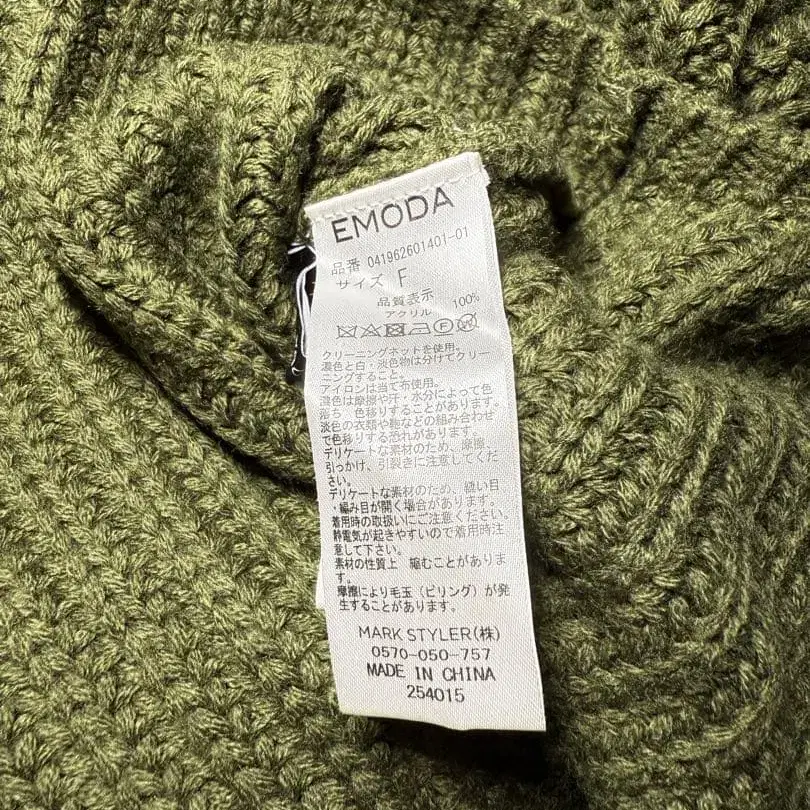 EMODA
品番 041962601401-01
サイズ F
品質表示
アクリル 100%
クリーニングネットを使用。
濃色と白・淡色物は分けてクリー
ニングすること。
アイロンは当て布使用。
濃色は摩擦や汗・水分によって色
落ち 色移りすることがあります。
淡色の衣類や鞄などの組み合わせ
で色移りする恐れがあります。
デリケートな素材のため、摩擦、
引っかけ、引裂きに注意してくだ
さい。
デリケートな素材のため、縫い目
・編み目が開く場合があります。
着用時の取扱いにご注意ください。
静電気が起きやすいので着用時注
意して下さい。
素材の性質上 縮むことがありま
す。
摩擦により毛玉（ピリング）が発
生することがあります。
MARK STYLER(株)
0570-050-757
MADE IN CHINA
254015